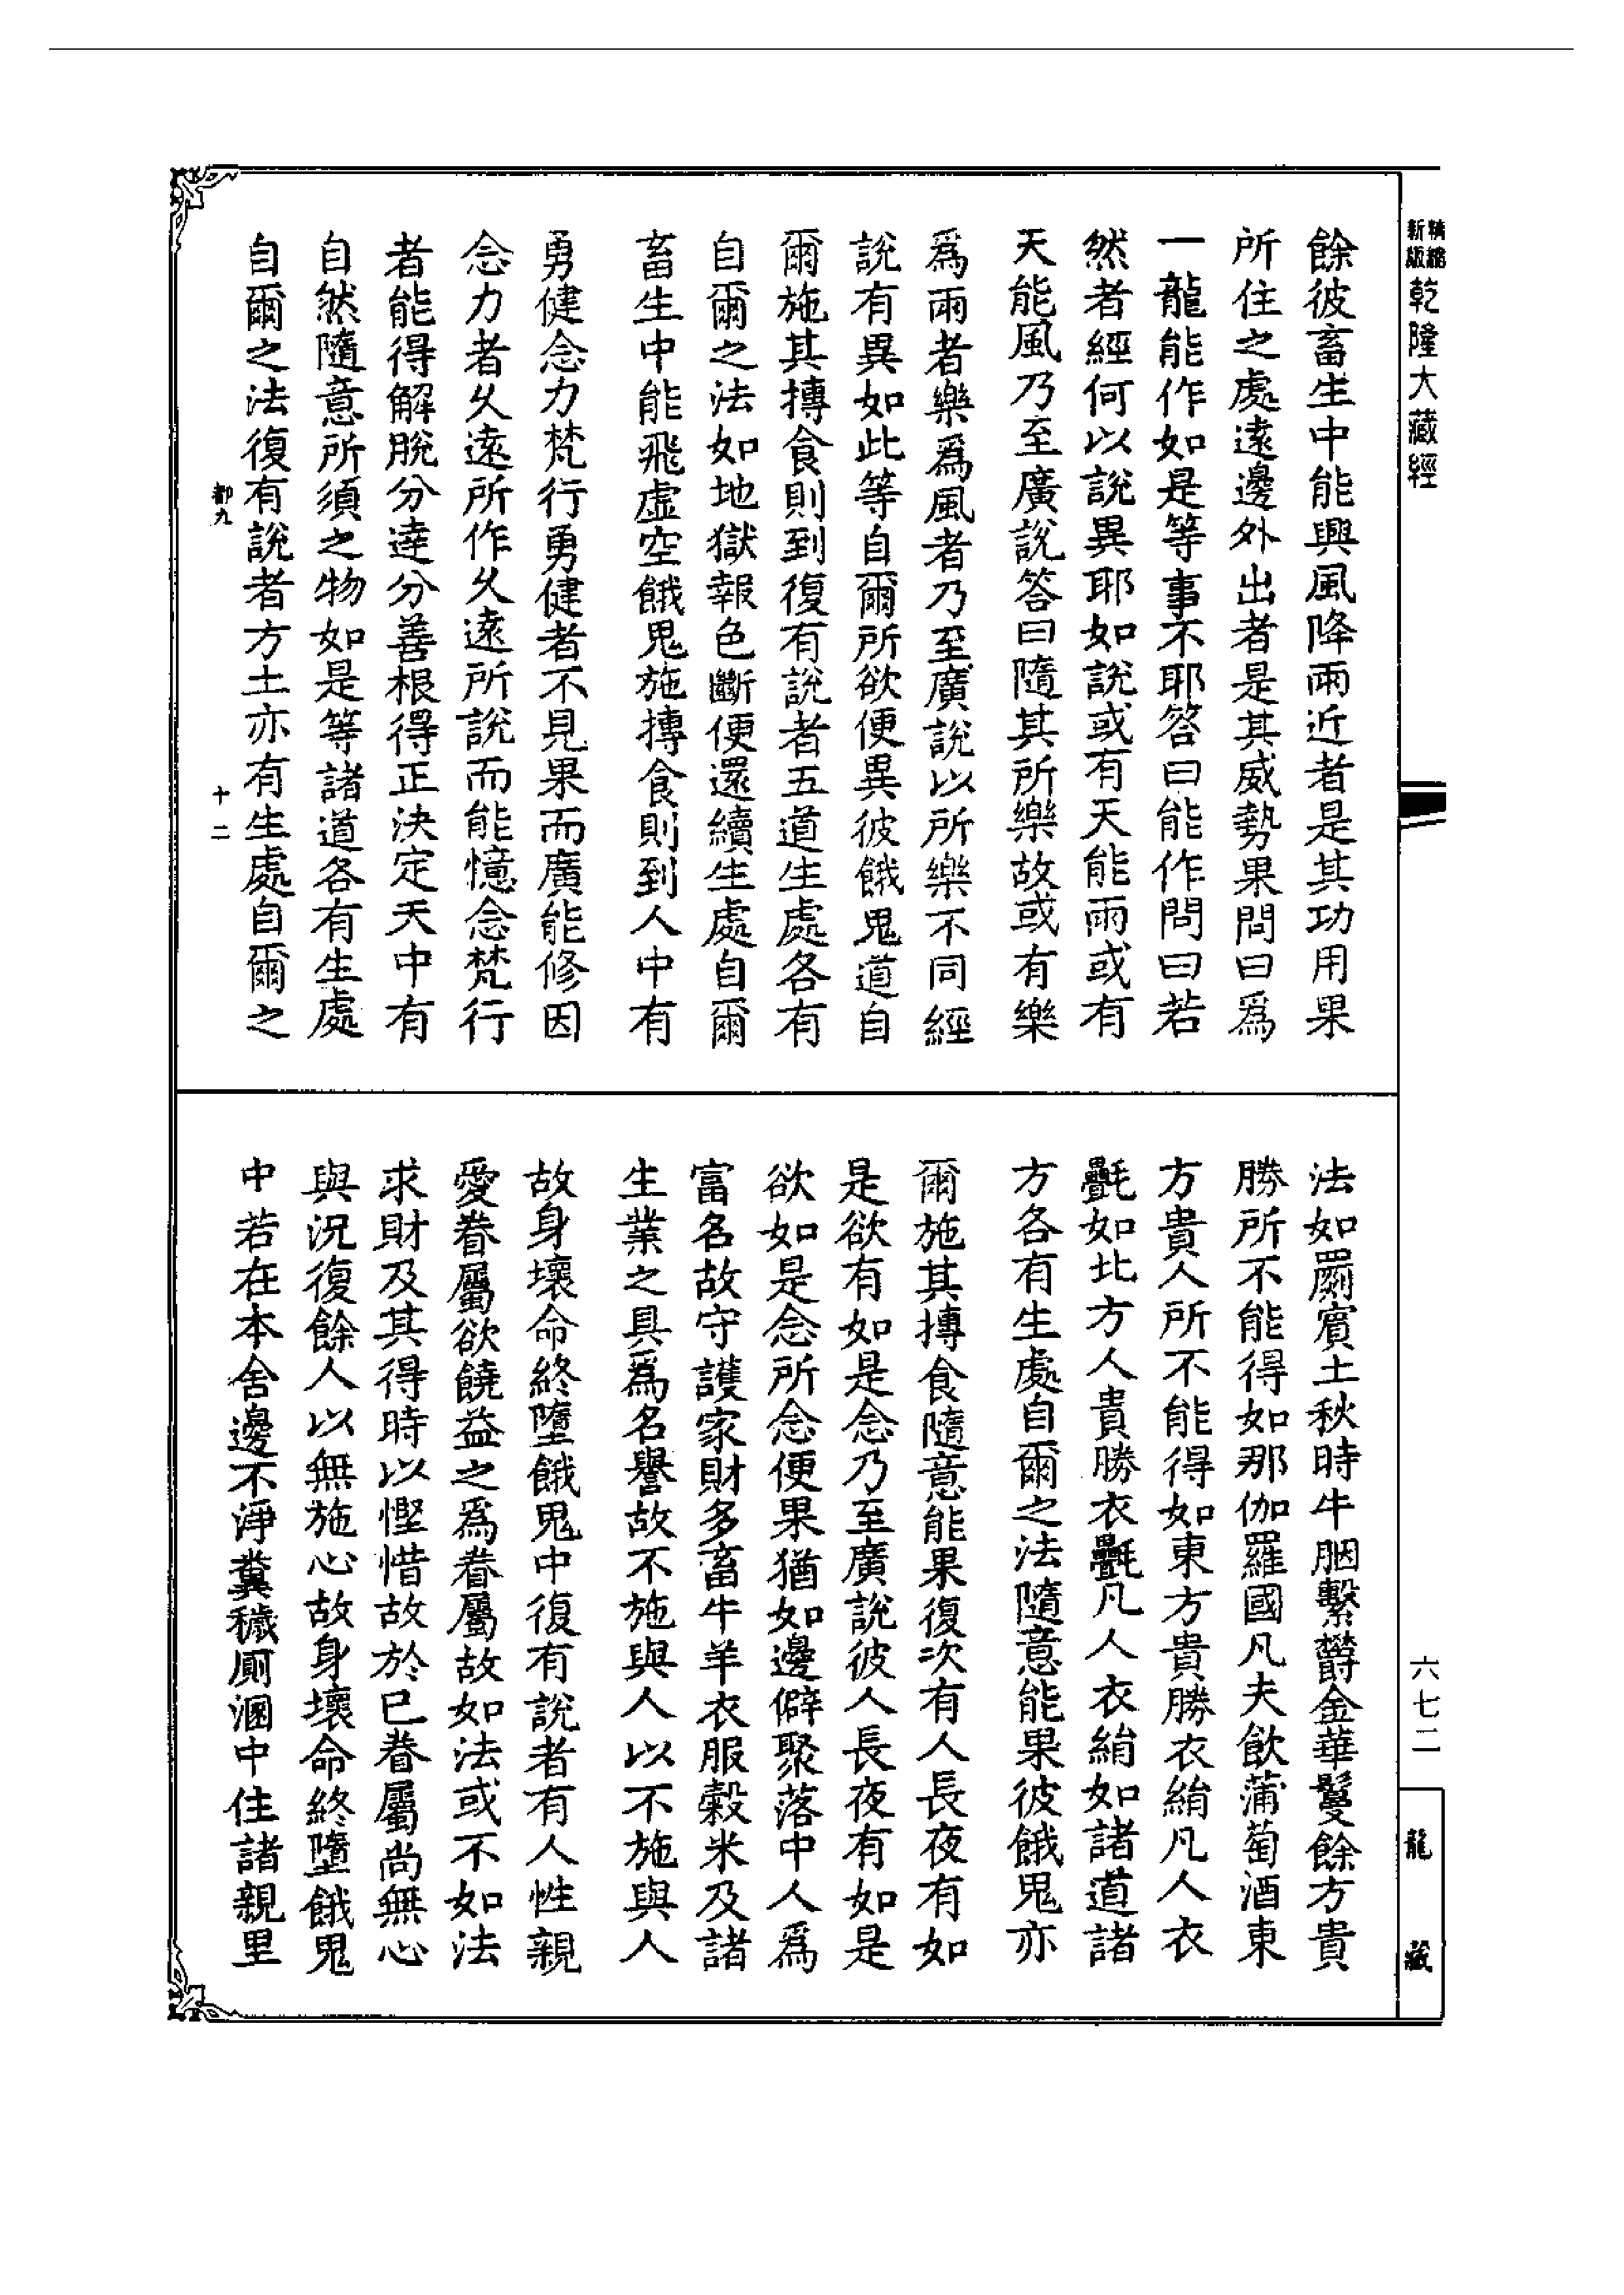 精縮新版乾隆大藏經
餘彼畜生中能興風降雨近者是其功用果
所住之處遠邊外出者是其威勢果問曰爲
一龍能作如是等事不耶答曰能作問曰若
然者經何以說異耶如說或有天能雨或有
天能風乃至廣說答曰隨其所樂故或有樂
爲雨者樂爲風者乃至廣說以所樂不同經
說有異如此等自爾所欲便異彼餓鬼道自
爾施其摶食則到復有說者五道生處各有
自爾之法如地獄報色斷便還續生處自爾
畜生中能飛虛空餓鬼施摶食則到人中有
勇健念力梵行勇健者不見果而廣能修因
念力者久遠所作久遠所說而能憶念梵行
者能得解脫分達分善根得正決定天中有
自然隨意所須之物如是等諸道各有生處
自爾之法復有說者方土亦有生處自爾之
都九
十二
法如罽賓土秋時牛胭繫欝金華鬘餘方貴
勝所不能得如那伽羅國凡夫飲蒲萄酒東
方貴人所不能得如東方貴勝衣絹凡人衣
氎如北方人貴勝衣氎凡人衣絹如諸道諸
方各有生處自爾之法隨意能果彼餓鬼亦
爾施其摶食隨意能果復次有人長夜有如
是欲有如是念乃至廣說彼人長夜有如是
欲如是念所念便果猶如邊僻聚落中人爲
富名故守護家財多畜牛羊衣服穀米及諸
生業之具爲名譽故不施與人以不施與人
故身壞命終墮餓鬼中復有說者有人性親
愛眷屬欲饒益之爲眷屬故如法或不如法
求財及其得時以慳惜故於已眷屬尚無心
與況復餘人以無施心故身壞命終墮餓鬼
中若在本舍邊不淨糞穢厠溷中住諸親里
六七二
龍藏